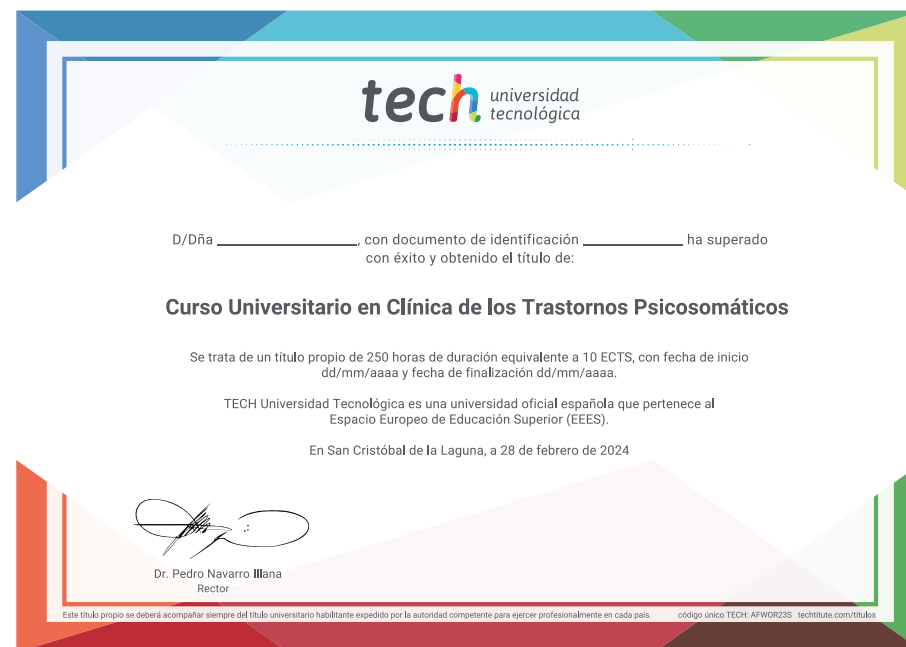 tech universidad
tecnológica
D/Dña ____________________, con documento de identificación ______________ ha superado
con éxito y obtenido el título de:
Curso Universitario en Clínica de los Trastornos Psicosomáticos
Se trata de un título propio de 250 horas de duración equivalente a 10 ECTS, con fecha de inicio
dd/mm/aaaa y fecha de finalización dd/mm/aaaa.
TECH Universidad Tecnológica es una universidad oficial española que pertenece al
Espacio Europeo de Educación Superior (EEES).
En San Cristóbal de la Laguna, a 28 de febrero de 2024
Dr. Pedro Navarro Illana
Rector
Este título propio se deberá acompañar siempre del título universitario habilitante expedido por la autoridad competente para ejercer profesionalmente en cada país. código único TECH: AFWOR23S techtitute.com/titulos